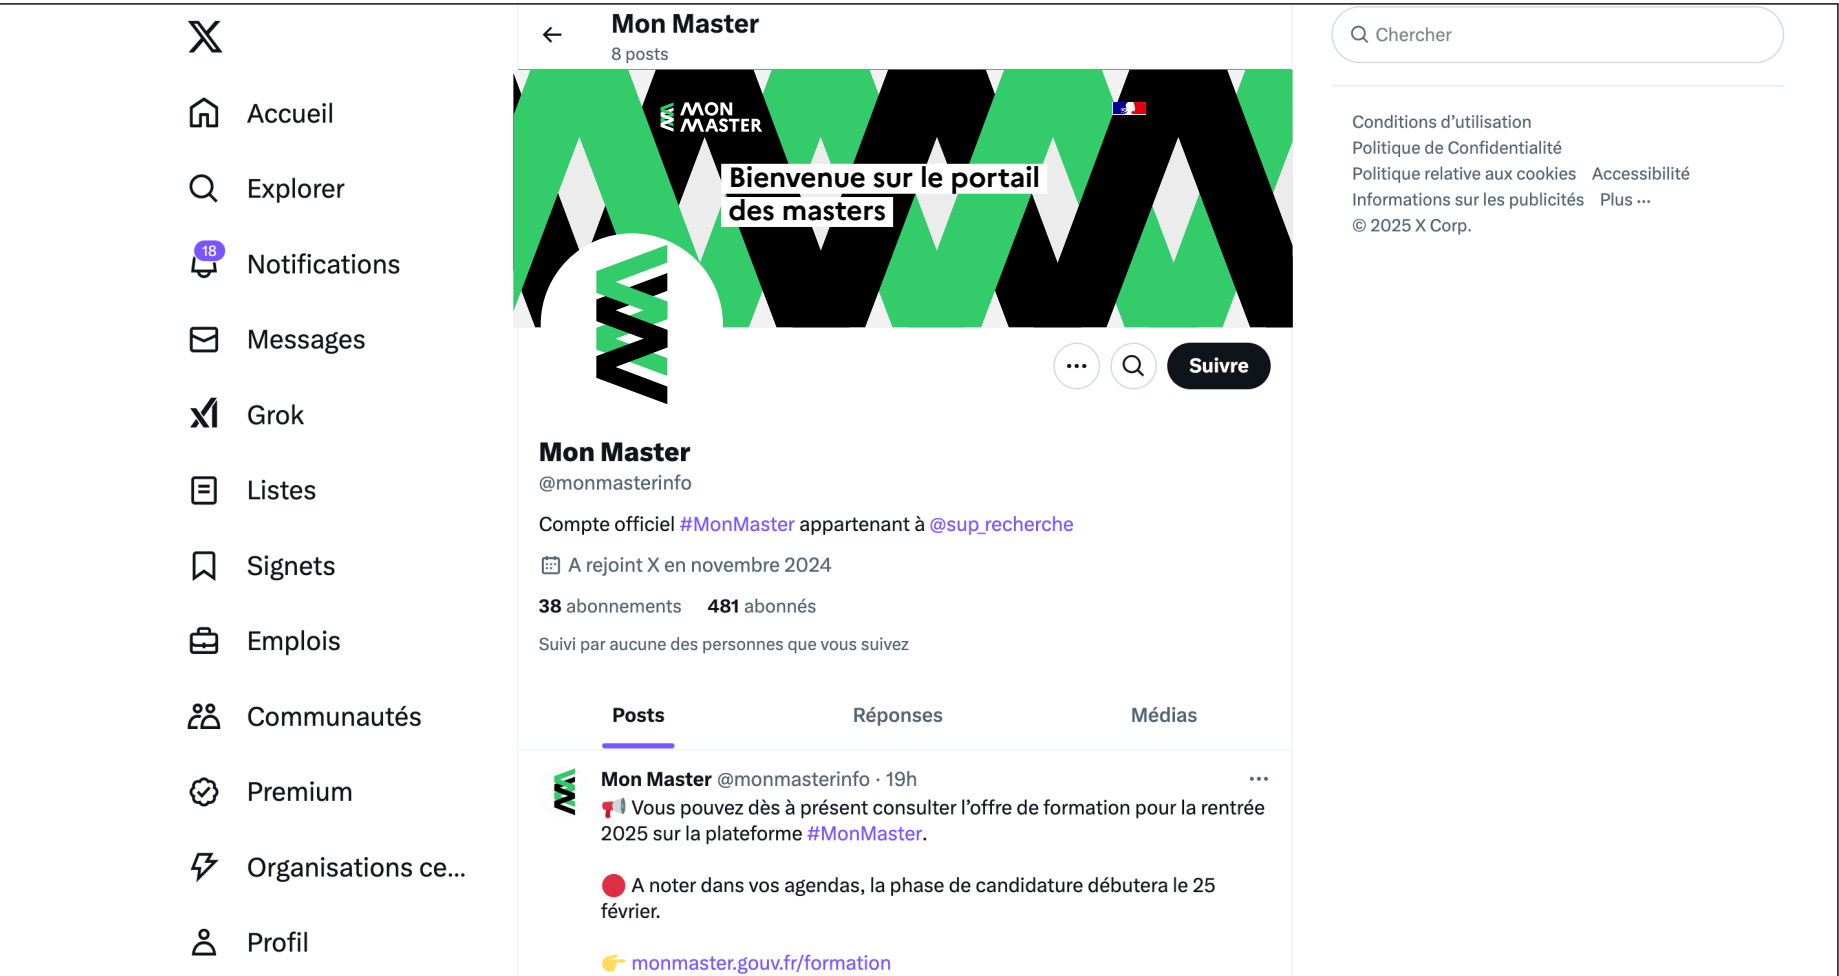 Accueil
Explorer
18
Notifications
Messages
Grok
Listes
Signets
Emplois
Communautés
Premium
Organisations ce...
Profil
Mon Master
8 posts
MON
MASTER
Bienvenue sur le portail
des masters
Suivre
Mon Master
@monmasterinfo
Compte officiel #MonMaster appartenant à @sup_recherche
A rejoint X en novembre 2024
38 abonnements 481 abonnés
Suivi par aucune des personnes que vous suivez
Posts Réponses Médias
Mon Master @monmasterinfo · 19h
📢 Vous pouvez dès à présent consulter l’offre de formation pour la rentrée
2025 sur la plateforme #MonMaster.
🔴 A noter dans vos agendas, la phase de candidature débutera le 25
février.
👉 monmaster.gouv.fr/formation
Chercher
Conditions d’utilisation
Politique de Confidentialité
Politique relative aux cookies Accessibilité
Informations sur les publicités Plus ...
© 2025 X Corp.